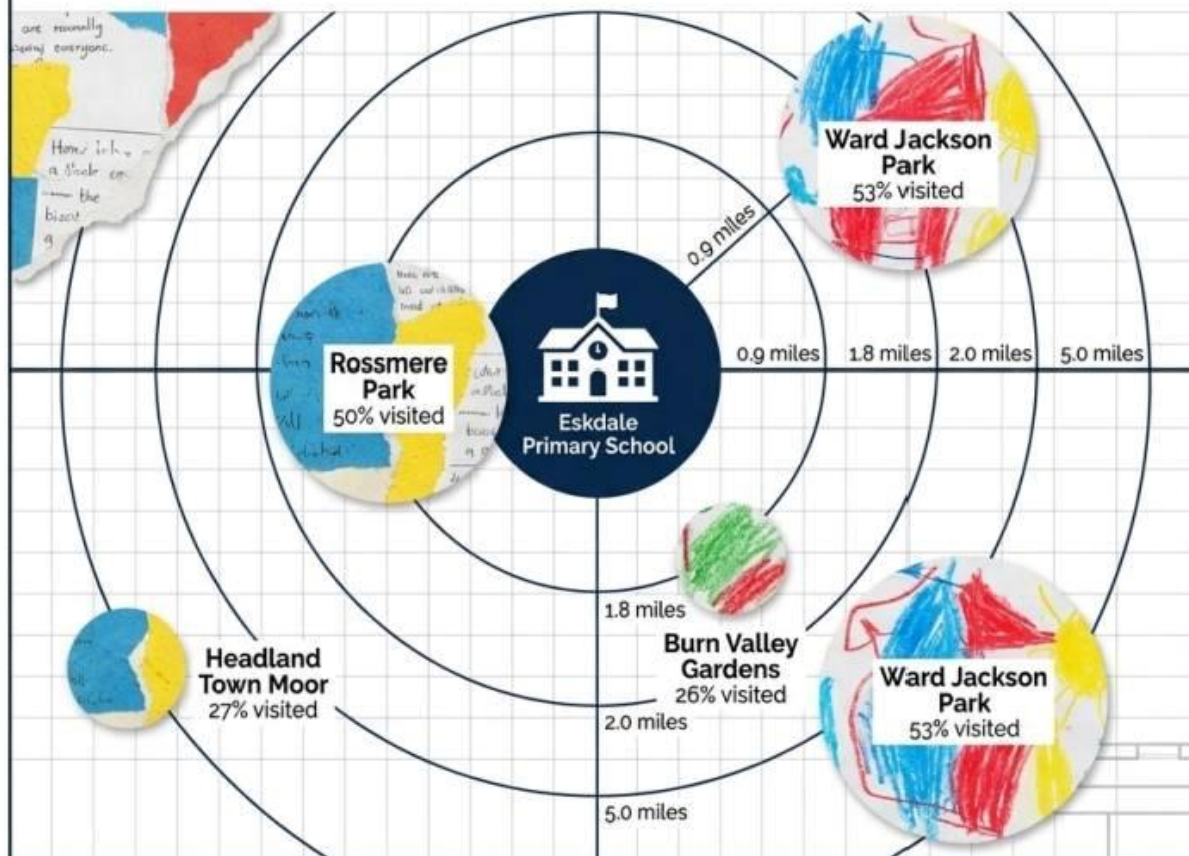 are
everyone.
a
the
Ward Jackson
Park
53% visited
0.9 miles
Rossmere
Park
50% visited
Eskdale
Primary School
0.9 miles
1.8 miles
2.0 miles
5.0 miles
1.8 miles
Burn Valley
Gardens
26% visited
Headland
Town Moor
27% visited
Ward Jackson
Park
53% visited
2.0 miles
5.0 miles